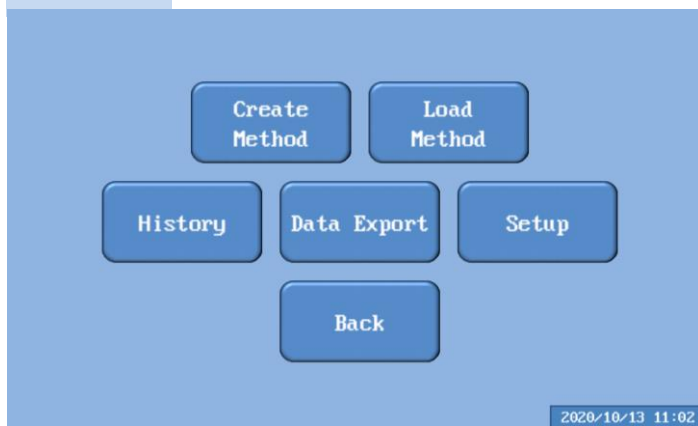 Create
Method
Load
Method
History
Data Export
Setup
Back
2020/10/13 11:02